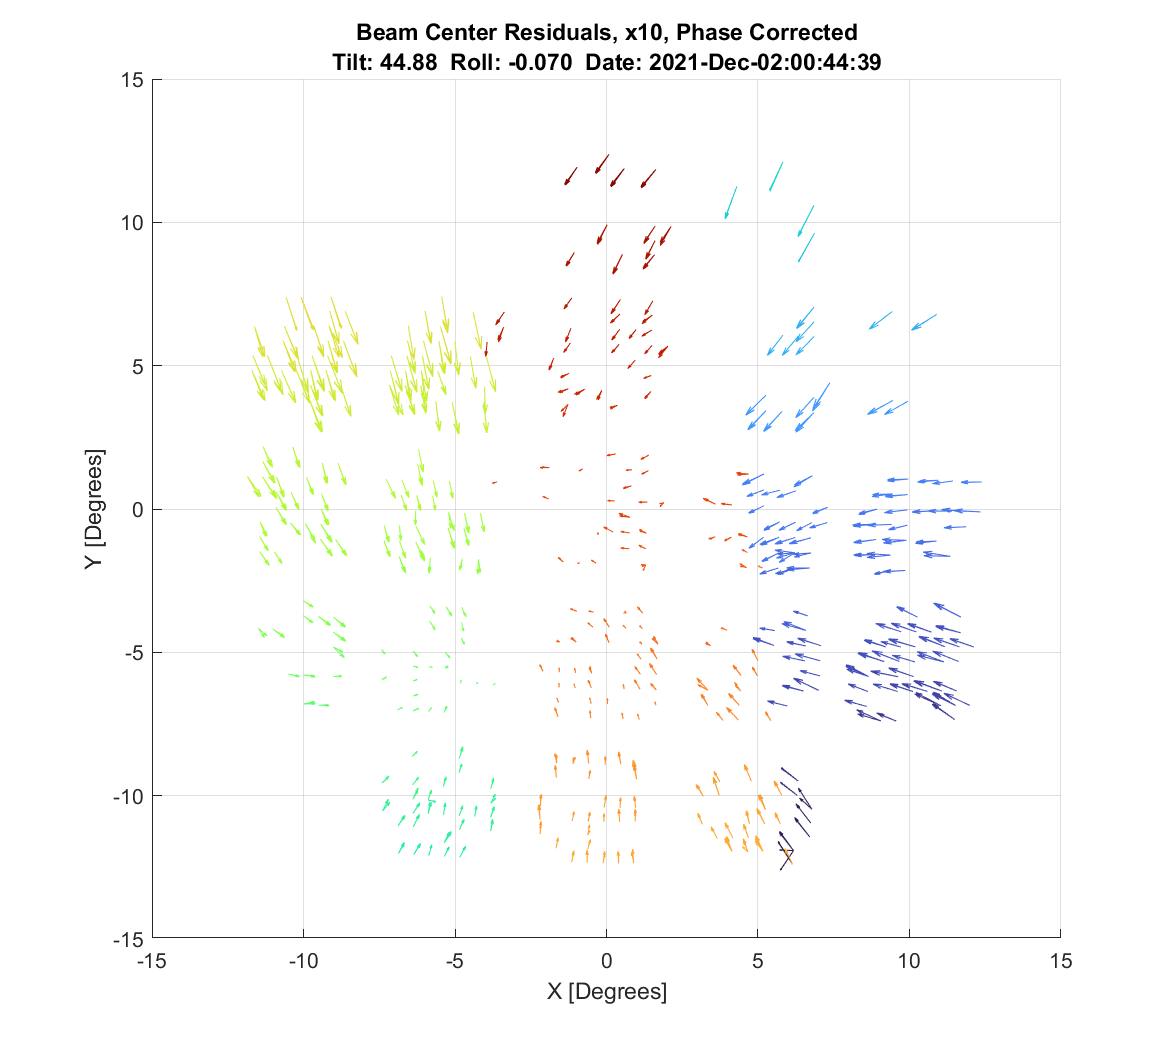 Beam Center Residuals, x10, Phase Corrected
Tilt: 44.88 Roll: -0.070 Date: 2021-Dec-02:00:44:39
15
10
5
0
-5
-10
-15
Y [Degrees]
-15 -10 -5 0 5 10 15
X [Degrees]